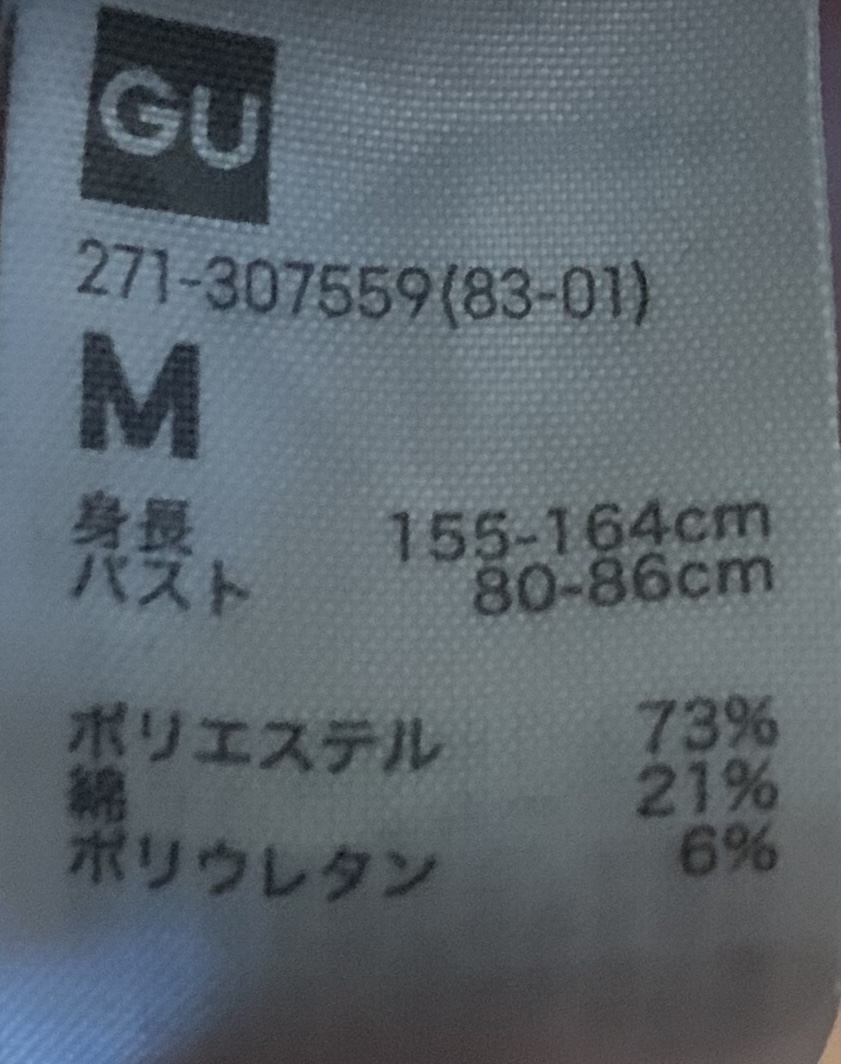 GU
271-307559(83-01)
M
身長 155-164cm
バスト 80-86cm
ポリエステル 73%
綿 21%
ポリウレタン 6%